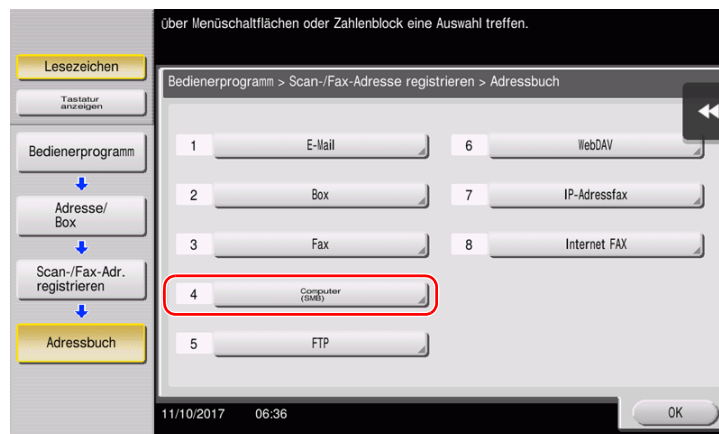 über Menüschaltflächen oder Zahlenblock eine Auswahl treffen.
Lesezeichen
Tastatur
anzeigen
Bedienerprogramm
Adresse/
Box
Scan-/Fax-Adr.
registrieren
Adressbuch
Bedienerprogramm > Scan-/Fax-Adresse registrieren > Adressbuch
1 E-Mail
2 Box
3 Fax
4 Computer
(SMB)
5 FTP
6 WebDAV
7 IP-Adressfax
8 Internet FAX
11/10/2017 06:36
OK